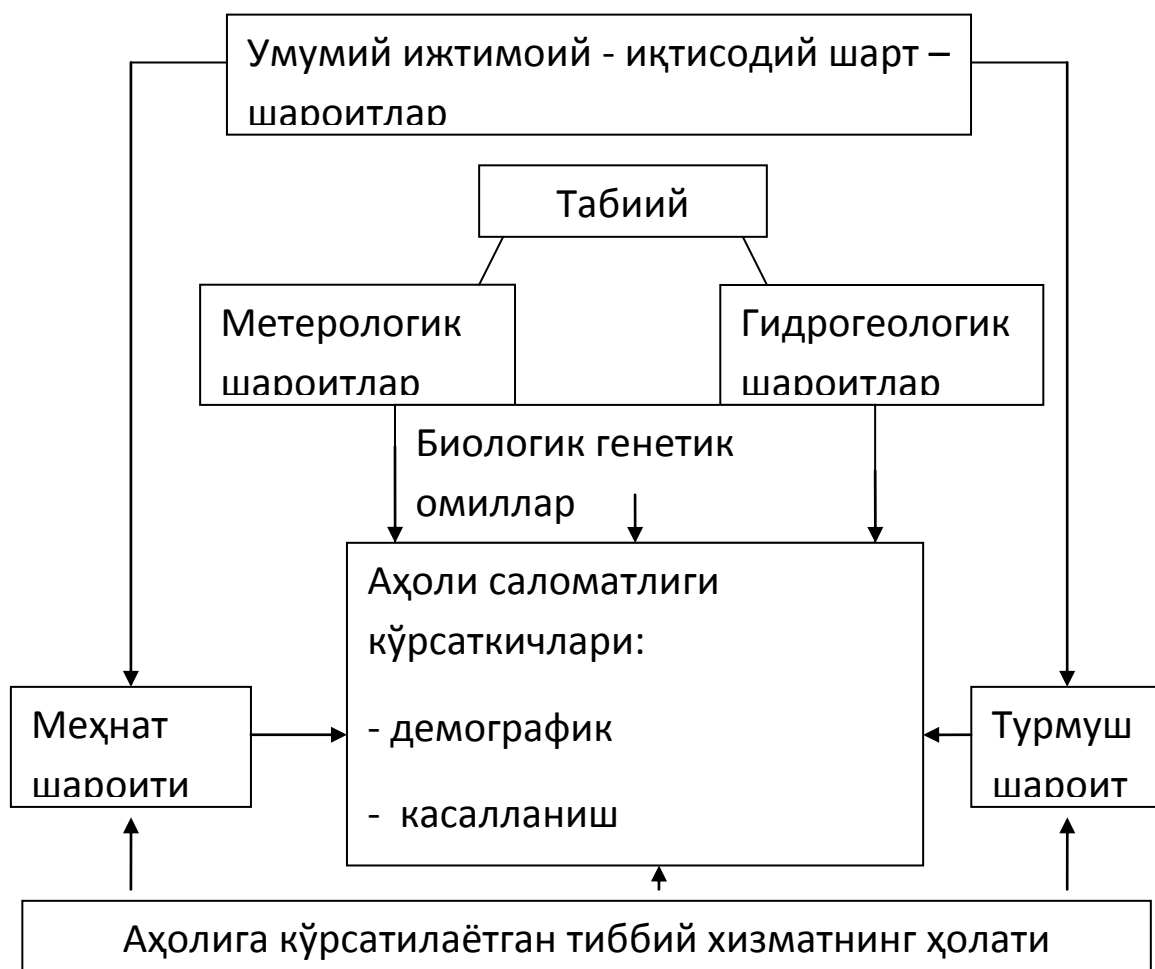 Умумий ижтимоий - иқтисодий шарт –
шароитлар
Табиий
Метерологик
шароитлар
Гидрогеологик
шароитлар
Биологик генетик
омиллар
Аҳоли саломатлиги
кўрсаткичлари:
- демографик
- касалланиш
Меҳнат
шароити
Турмуш
шароит
Аҳолига кўрсатилаётган тиббий хизматнинг ҳолати